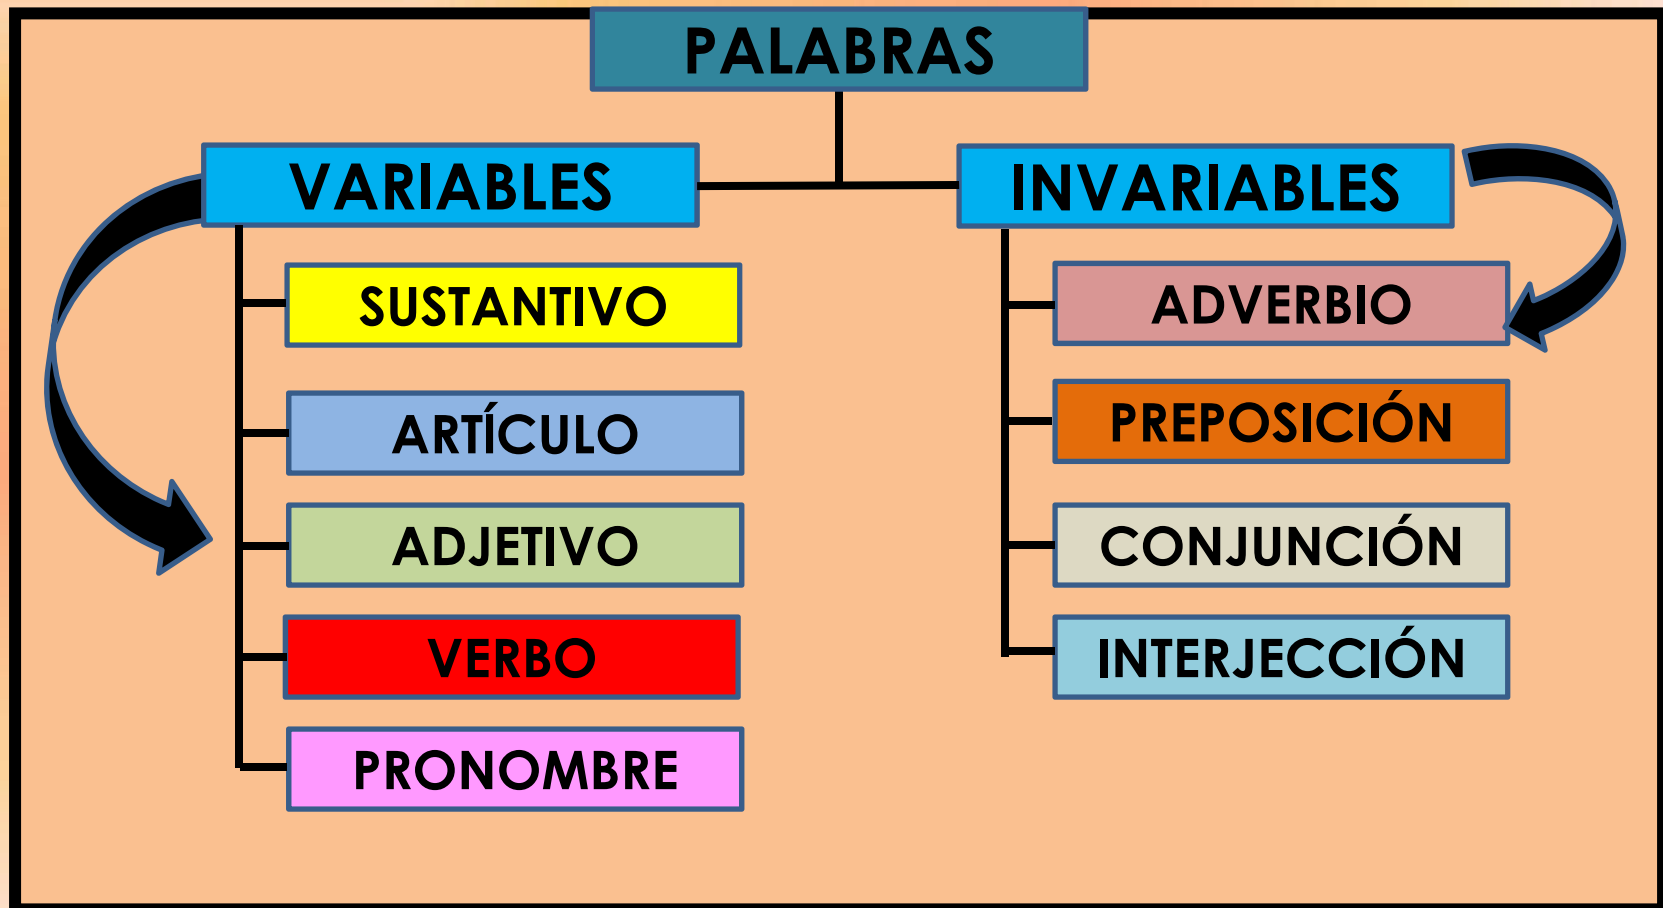 PALABRAS
VARIABLES
SUSTANTIVO
ARTÍCULO
ADJETIVO
VERBO
PRONOMBRE
INVARIABLES
ADVERBIO
PREPOSICIÓN
CONJUNCIÓN
INTERJECCIÓN